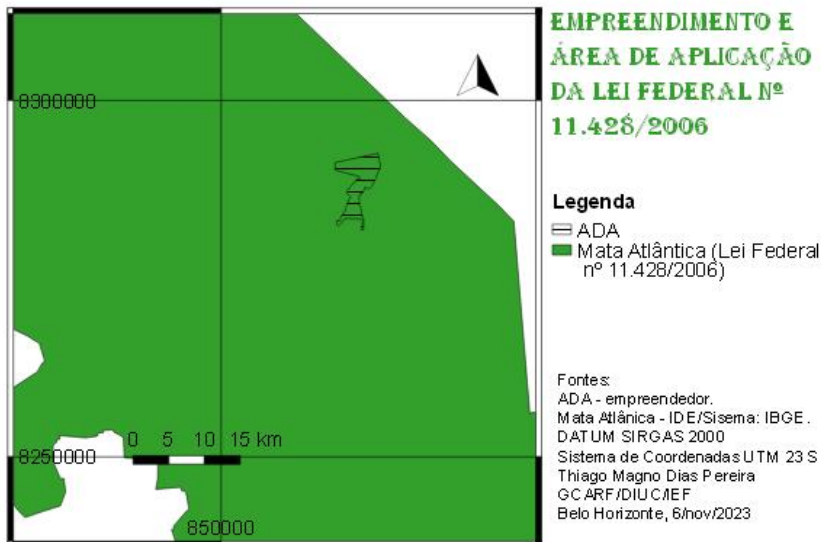 EMPREENDIMENTO E
ÁREA DE APLICAÇÃO
DA LEI FEDERAL Nº
11.428/2006
8300000
Legenda
ADA
Mata Atlântica (Lei Federal
nº 11.428/2006)
Fontes:
ADA - empreendedor.
Mata Atlânica - IDE/Sisema: IBGE.
DATUM SIRGAS 2000
Sistema de Coordenadas UTM 23 S
Thiago Magno Dias Pereira
GCARF/DIUC/IEF
Belo Horizonte, 6/nov/2023
0 5 10 15 km
8250000
850000